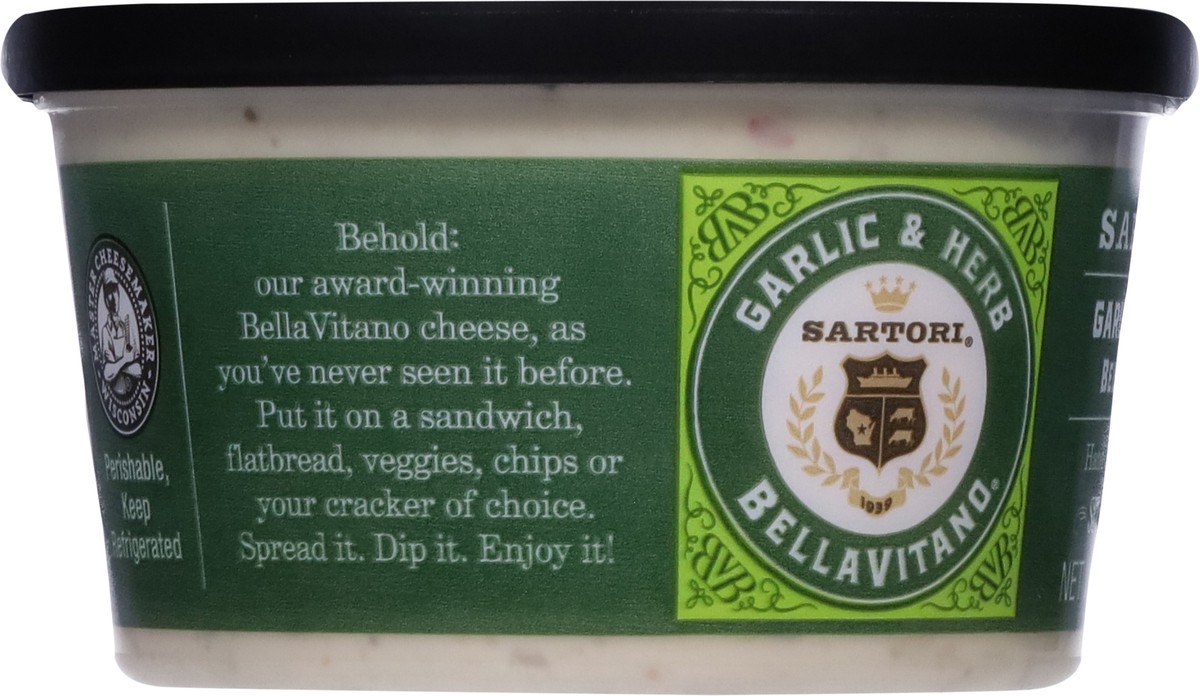 MASTER CHEESEMAKER
WISCONSIN
Perishable,
Keep
Refrigerated
Behold:
our award-winning
BellaVitano cheese, as
you've never seen it before.
Put it on a sandwich,
flatbread, veggies, chips or
your cracker of choice.
Spread it. Dip it. Enjoy it!
GARLIC & HERB
SARTORI®
1939
BELLAVITANO®
NET